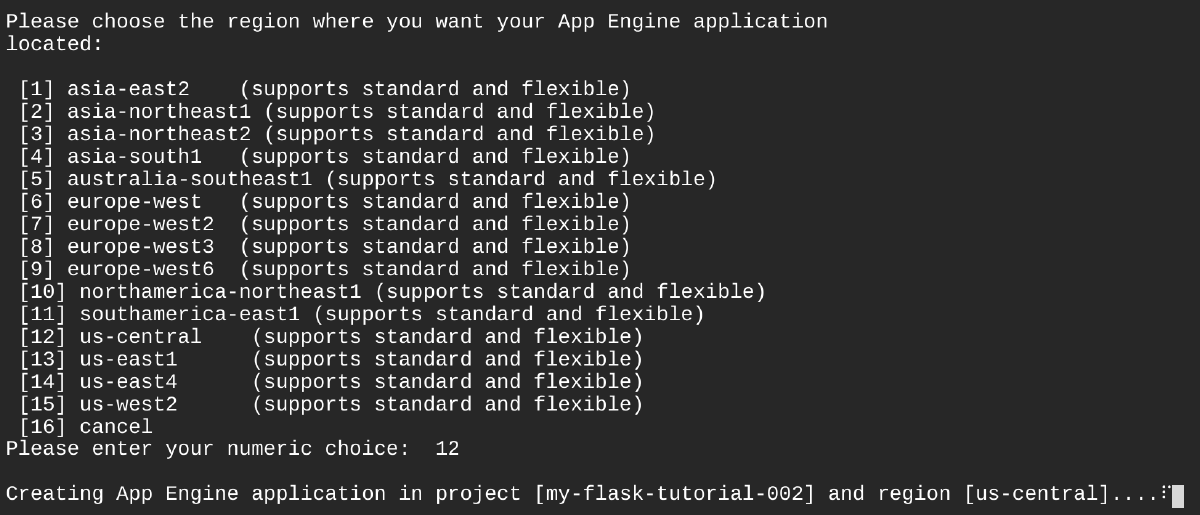 Please choose the region where you want your App Engine application
located:

 [1] asia-east2    (supports standard and flexible)
 [2] asia-northeast1 (supports standard and flexible)
 [3] asia-northeast2 (supports standard and flexible)
 [4] asia-south1   (supports standard and flexible)
 [5] australia-southeast1 (supports standard and flexible)
 [6] europe-west   (supports standard and flexible)
 [7] europe-west2  (supports standard and flexible)
 [8] europe-west3  (supports standard and flexible)
 [9] europe-west6  (supports standard and flexible)
 [10] northamerica-northeast1 (supports standard and flexible)
 [11] southamerica-east1 (supports standard and flexible)
 [12] us-central    (supports standard and flexible)
 [13] us-east1      (supports standard and flexible)
 [14] us-east4      (supports standard and flexible)
 [15] us-west2      (supports standard and flexible)
 [16] cancel
Please enter your numeric choice:  12

Creating App Engine application in project [my-flask-tutorial-002] and region [us-central]....⠏